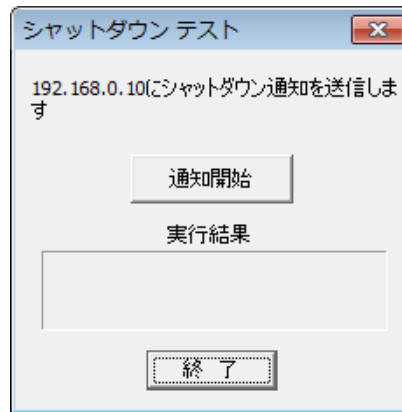 シャットダウン テスト
192.168.0.10にシャットダウン通知を送信しま
す
通知開始
実行結果
終 了